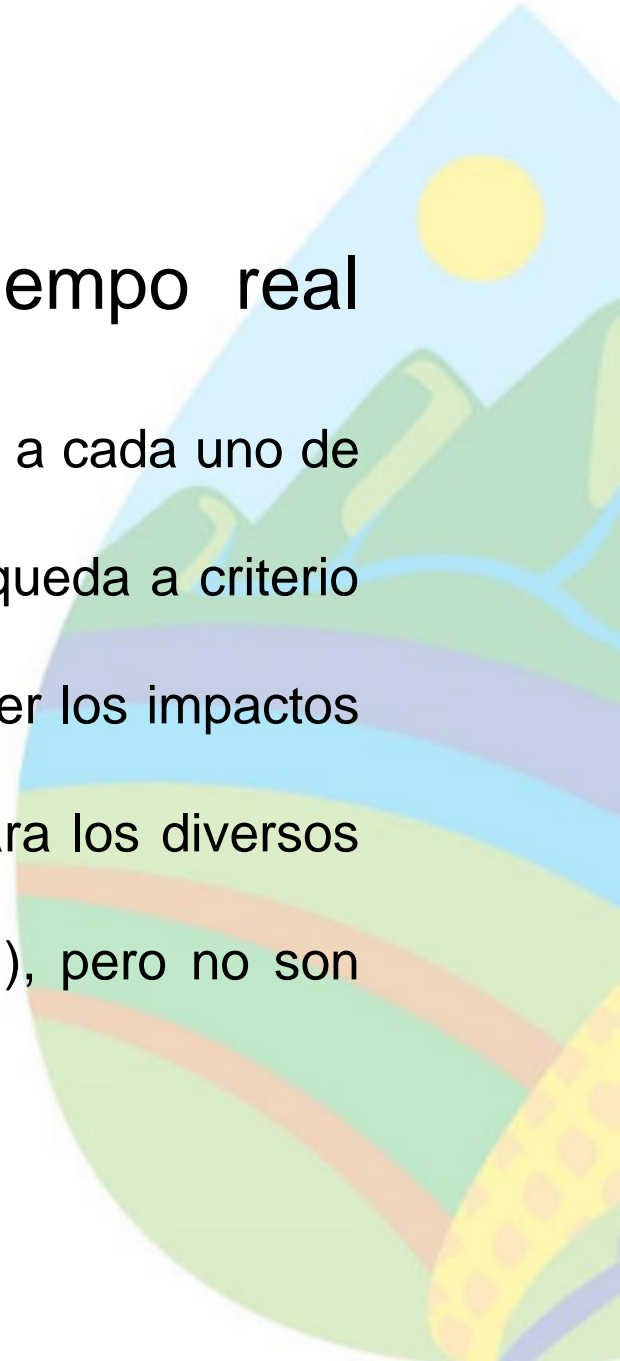 empo real
a cada uno de
queda a criterio
er los impactos
ra los diversos
), pero no son